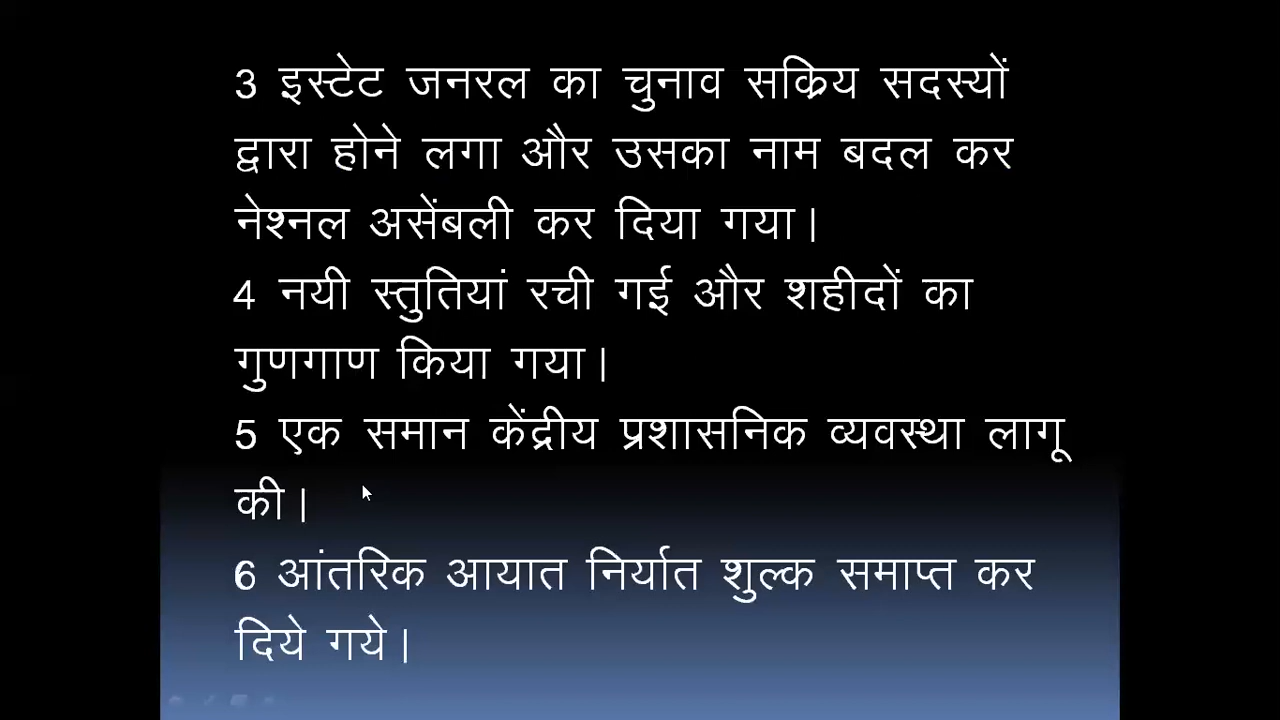 3 इस्टेट जनरल का चुनाव सक्रिय सदस्यों
द्वारा होने लगा और उसका नाम बदल कर
नेश्नल असेंबली कर दिया गया|
4 नयी स्तुतियां रची गई और शहीदों का
गुणगाण किया गया|
5 एक समान केंद्रीय प्रशासनिक व्यवस्था लागू
की|
6 आंतरिक आयात निर्यात शुल्क समाप्त कर
दिये गये|